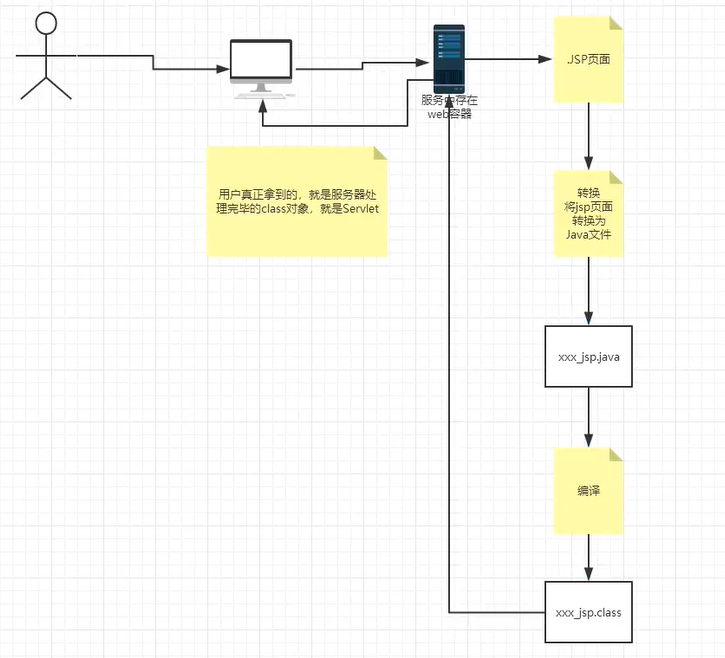 .JSP页面
服务中存在
web容器
用户真正拿到的，就是服务器处
理完毕的class对象，就是Servlet
转换
将jsp页面
转换为
Java文件
xxx_jsp.java
编译
xxx_jsp.class